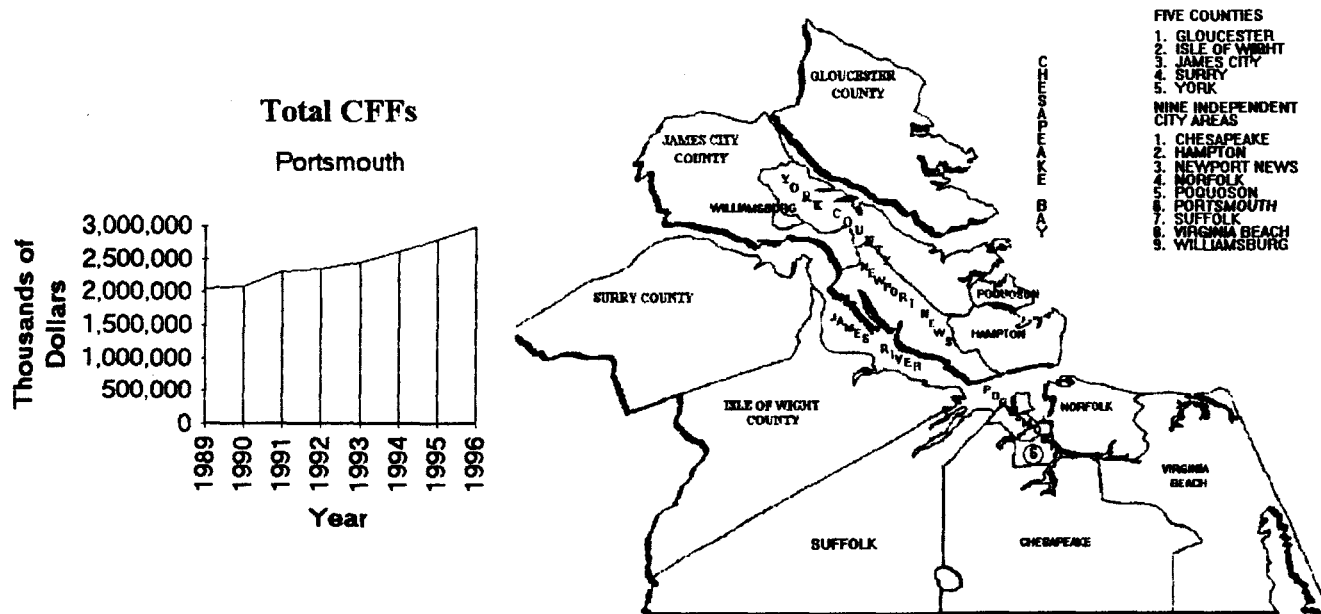 Total CFFs
Portsmouth
3,000,000
2,500,000
2,000,000
1,500,000
1,000,000
500,000
0
Thousands of
Dollars
1989
1990
1991
1992
1993
1994
1995
1996
Year
GLOUCESTER
COUNTY
JAMES CITY
COUNTY
YORK COUNTY
WILLIAMSBURG
NEWPORT NEWS
SURRY COUNTY
JAMES RIVER
POQUOSON
HAMPTON
ISLE OF WIGHT
COUNTY
NORFOLK
6
VIRGINIA
BEACH
SUFFOLK
CHESAPEAKE
CHESAPEAKE BAY
FIVE COUNTIES
1. GLOUCESTER
2. ISLE OF WIGHT
3. JAMES CITY
4. SURRY
5. YORK
NINE INDEPENDENT
CITY AREAS
1. CHESAPEAKE
2. HAMPTON
3. NEWPORT NEWS
4. NORFOLK
5. POQUOSON
6. PORTSMOUTH
7. SUFFOLK
8. VIRGINIA BEACH
9. WILLIAMSBURG